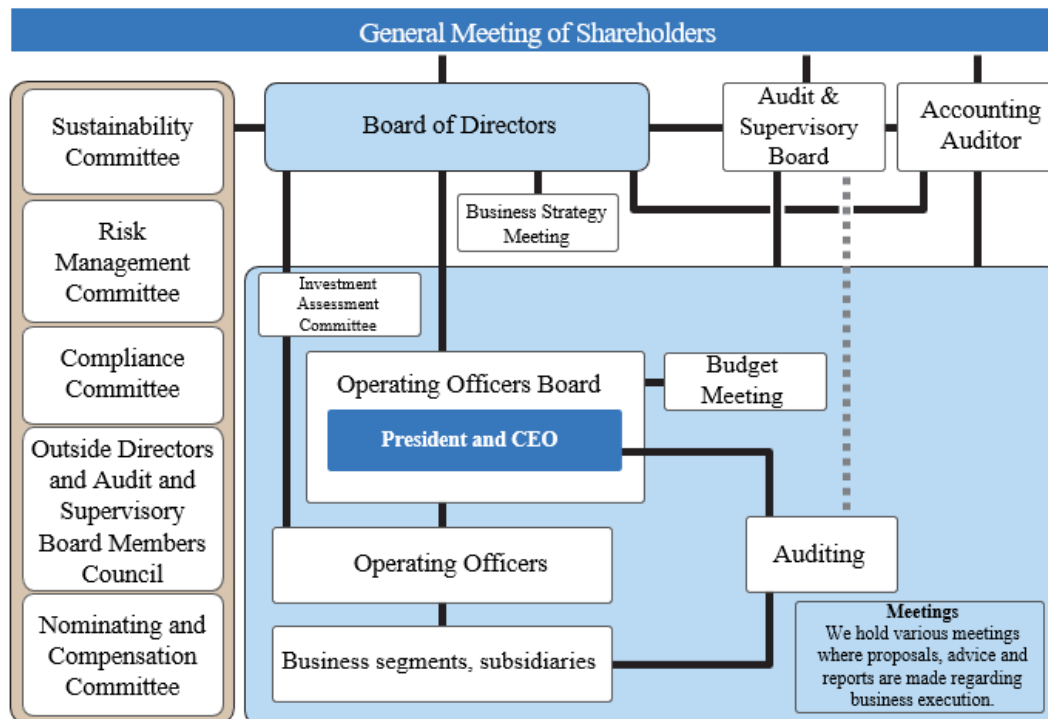 General Meeting of Shareholders
Sustainability
Committee
Risk
Management
Committee
Compliance
Committee
Outside Directors
and Audit and
Supervisory
Board Members
Council
Nominating and
Compensation
Committee
Board of Directors
Audit &
Supervisory
Board
Accounting
Auditor
Business Strategy
Meeting
Investment
Assessment
Committee
Operating Officers Board
President and CEO
Budget
Meeting
Operating Officers
Auditing
Business segments, subsidiaries
Meetings
We hold various meetings
where proposals, advice and
reports are made regarding
business execution.